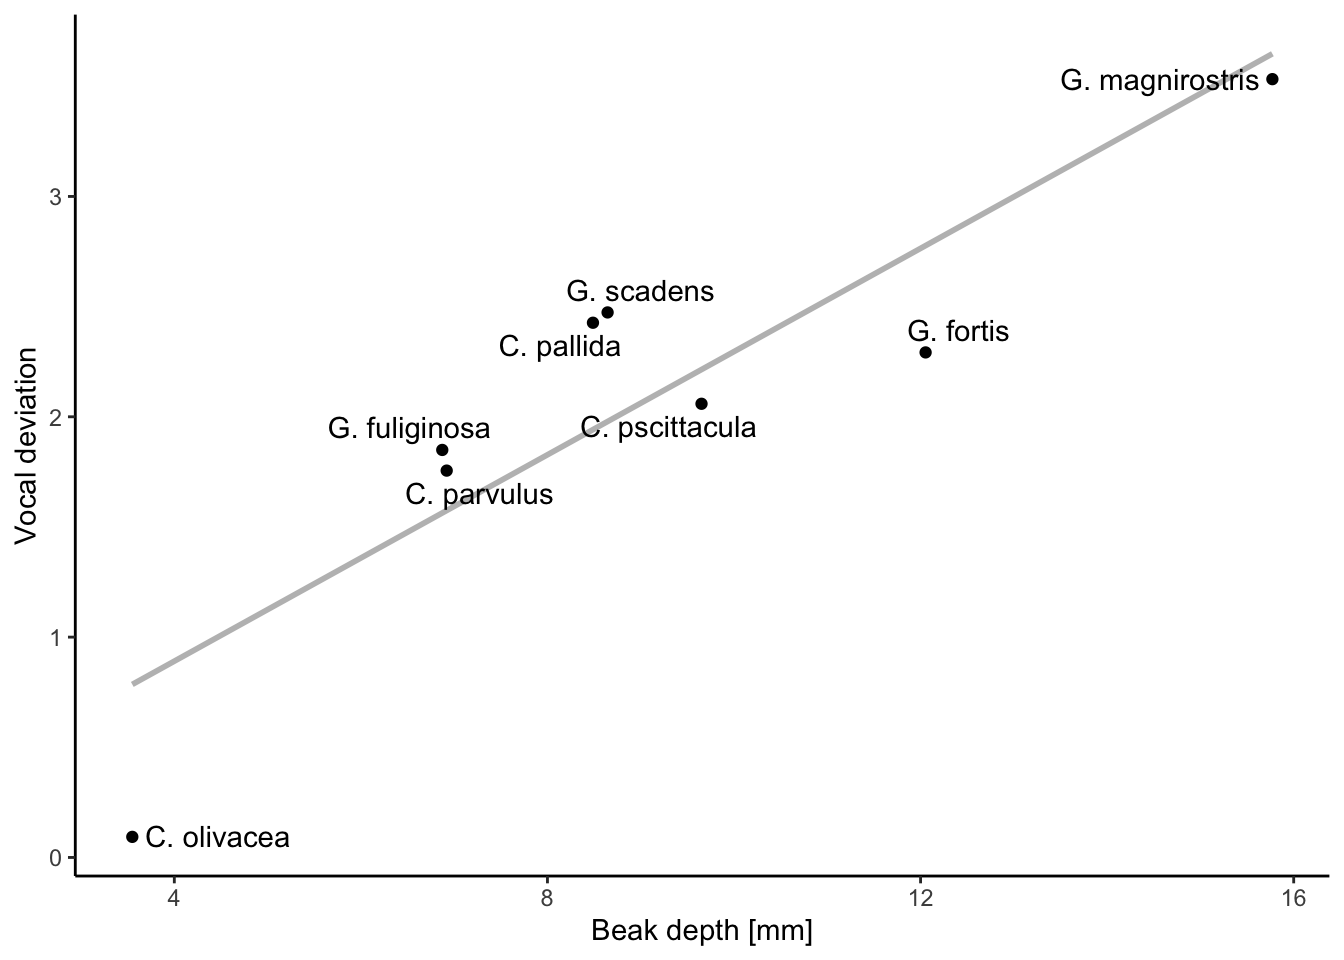 G. magnirostris
3
G. scadens
G. fortis
C. pallida
2
G. fuliginosa
C. pscittacula
C. parvulus
Vocal deviation
1
C. olivacea
0
4 8 12 16
Beak depth [mm]